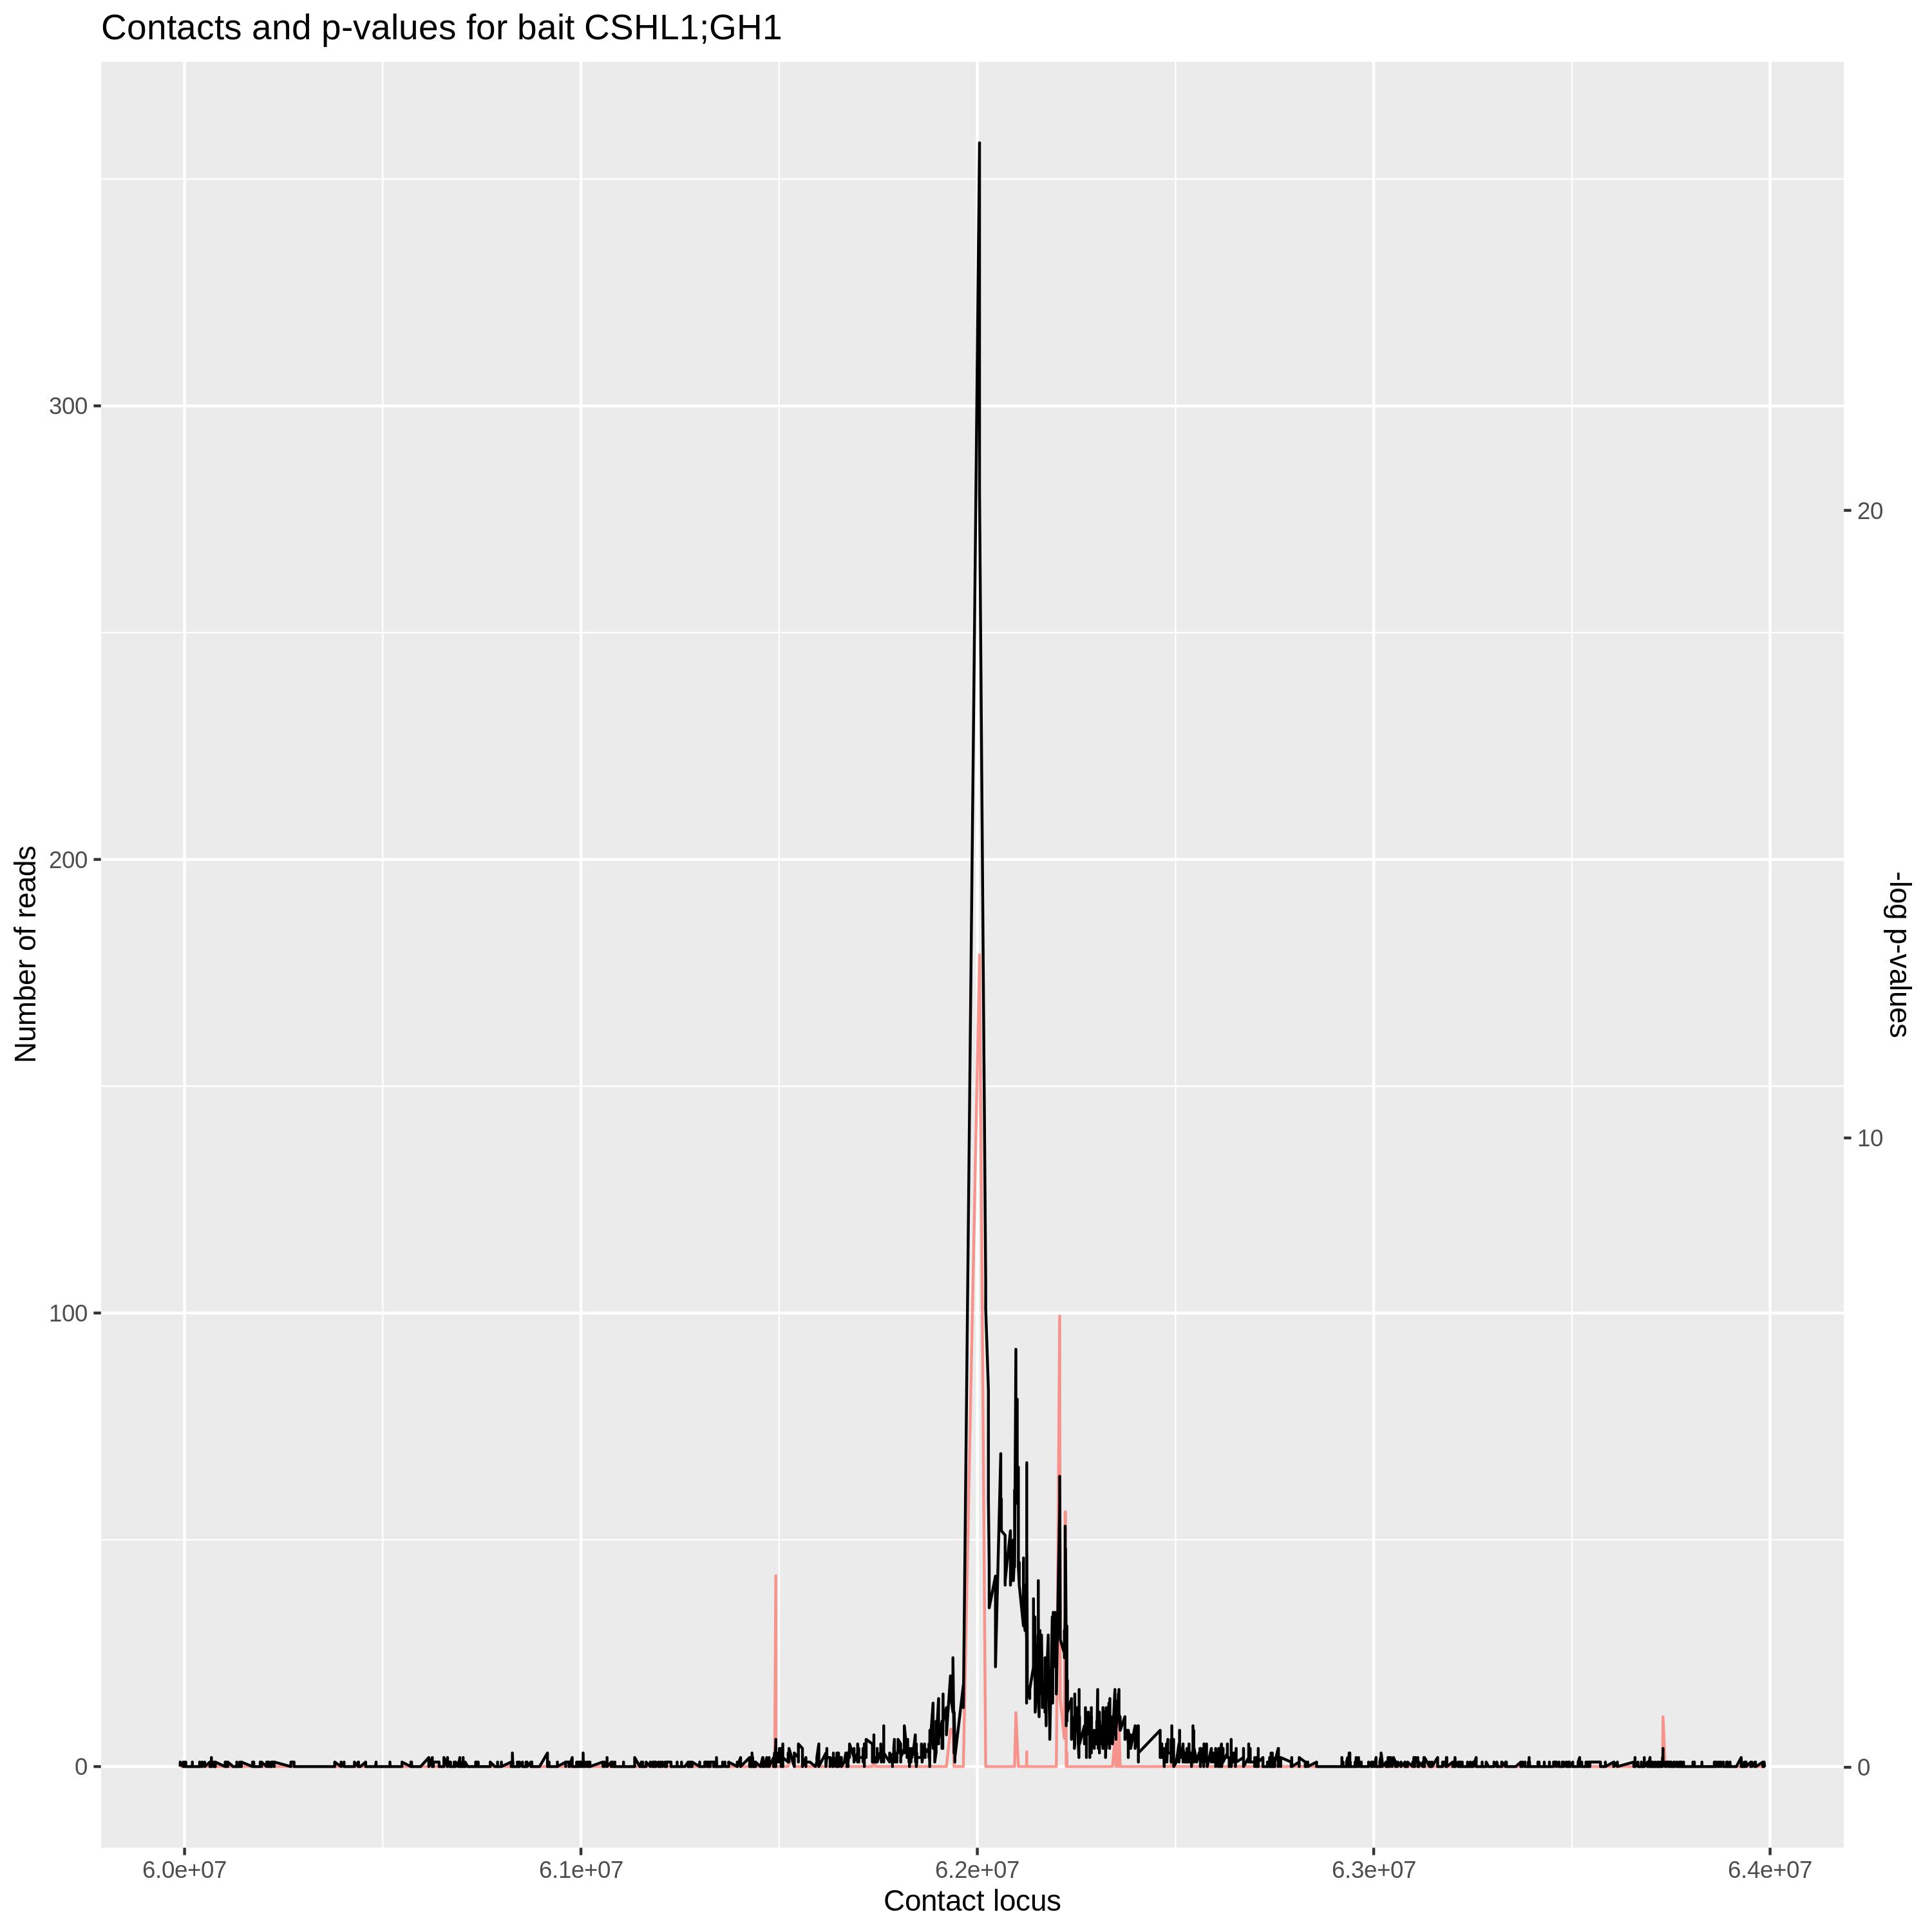 Contacts and p-values for bait CSHL1;GH1
300
200
100
0
Number of reads
20
10
0
-log p-values
6.0e+07
6.1e+07
6.2e+07
6.3e+07
6.4e+07
Contact locus